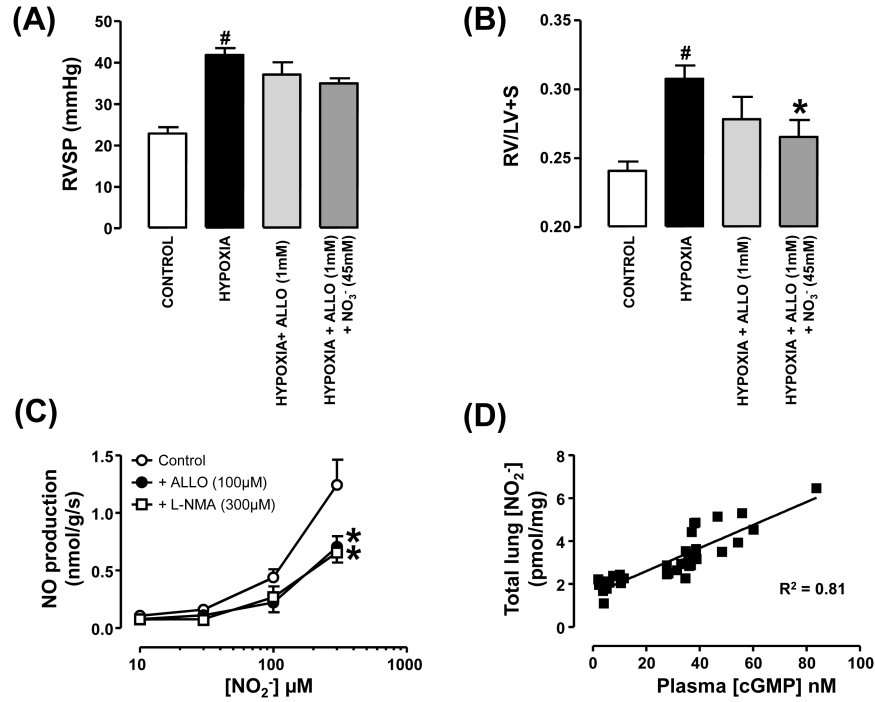 (A)
50
40
30
20
10
0
RVSP (mmHg)
#
CONTROL
HYPOXIA
HYPOXIA+ ALLO (1mM)
HYPOXIA + ALLO (1mM)
+ NO₃⁻ (45mM)
(B)
0.35
0.30
0.25
0.20
RV/LV+S
#
*
CONTROL
HYPOXIA
HYPOXIA + ALLO (1mM)
HYPOXIA + ALLO (1mM)
+ NO₃⁻ (45mM)
(C)
NO production
(nmol/g/s)
1.5
1.0
0.5
0.0
Control
+ ALLO (100µM)
+ L-NMA (300µM)
*
*
10
100
1000
[NO₂⁻] µM
(D)
Total lung [NO₂⁻]
(pmol/mg)
8
6
4
2
0
R² = 0.81
0
20
40
60
80
100
Plasma [cGMP] nM